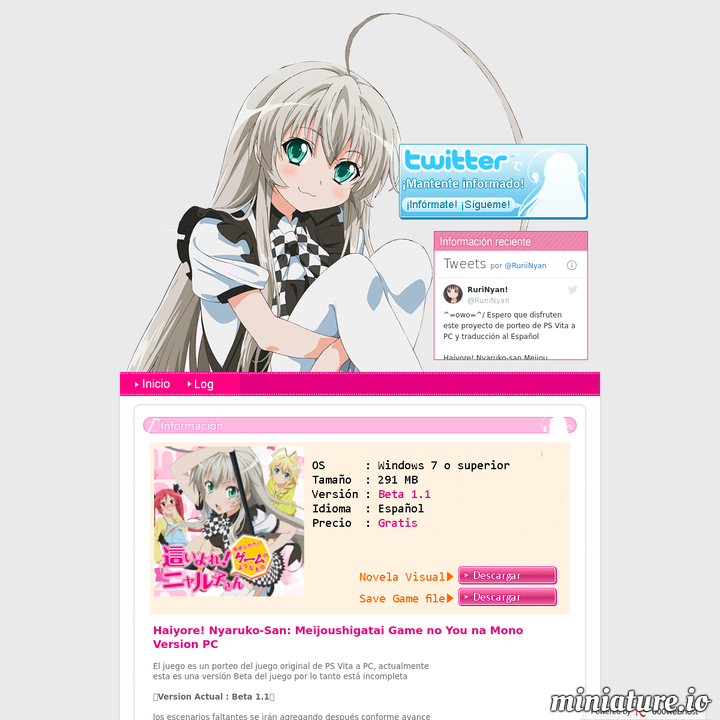 twitter
¡Mantente informado!
¡Infórmate! ¡Sígueme!
Información reciente
Tweets por @RuriiNyan
RuriNyan!
@RuriNyan
^=owo=^/ Espero que disfruten
este proyecto de porteo de PS Vita a
PC y traducción al Español
Haiyore! Nyaruko-san Meijou
Inicio
Log
Información
OS : Windows 7 o superior
Tamaño : 291 MB
Versión : Beta 1.1
Idioma : Español
Precio : Gratis
這いよれ!
ニャル子さん
ゲーム
Novela Visual Descargar
Save Game file Descargar
Haiyore! Nyaruko-San: Meijoushigatai Game no You na Mono
Version PC
El juego es un porteo del juego original de PS Vita a PC, actualmente
esta es una versión Beta del juego por lo tanto está incompleta
Version Actual : Beta 1.1
los escenarios faltantes se irán agregando después conforme avance
Powered by 000webhost
miniature.io